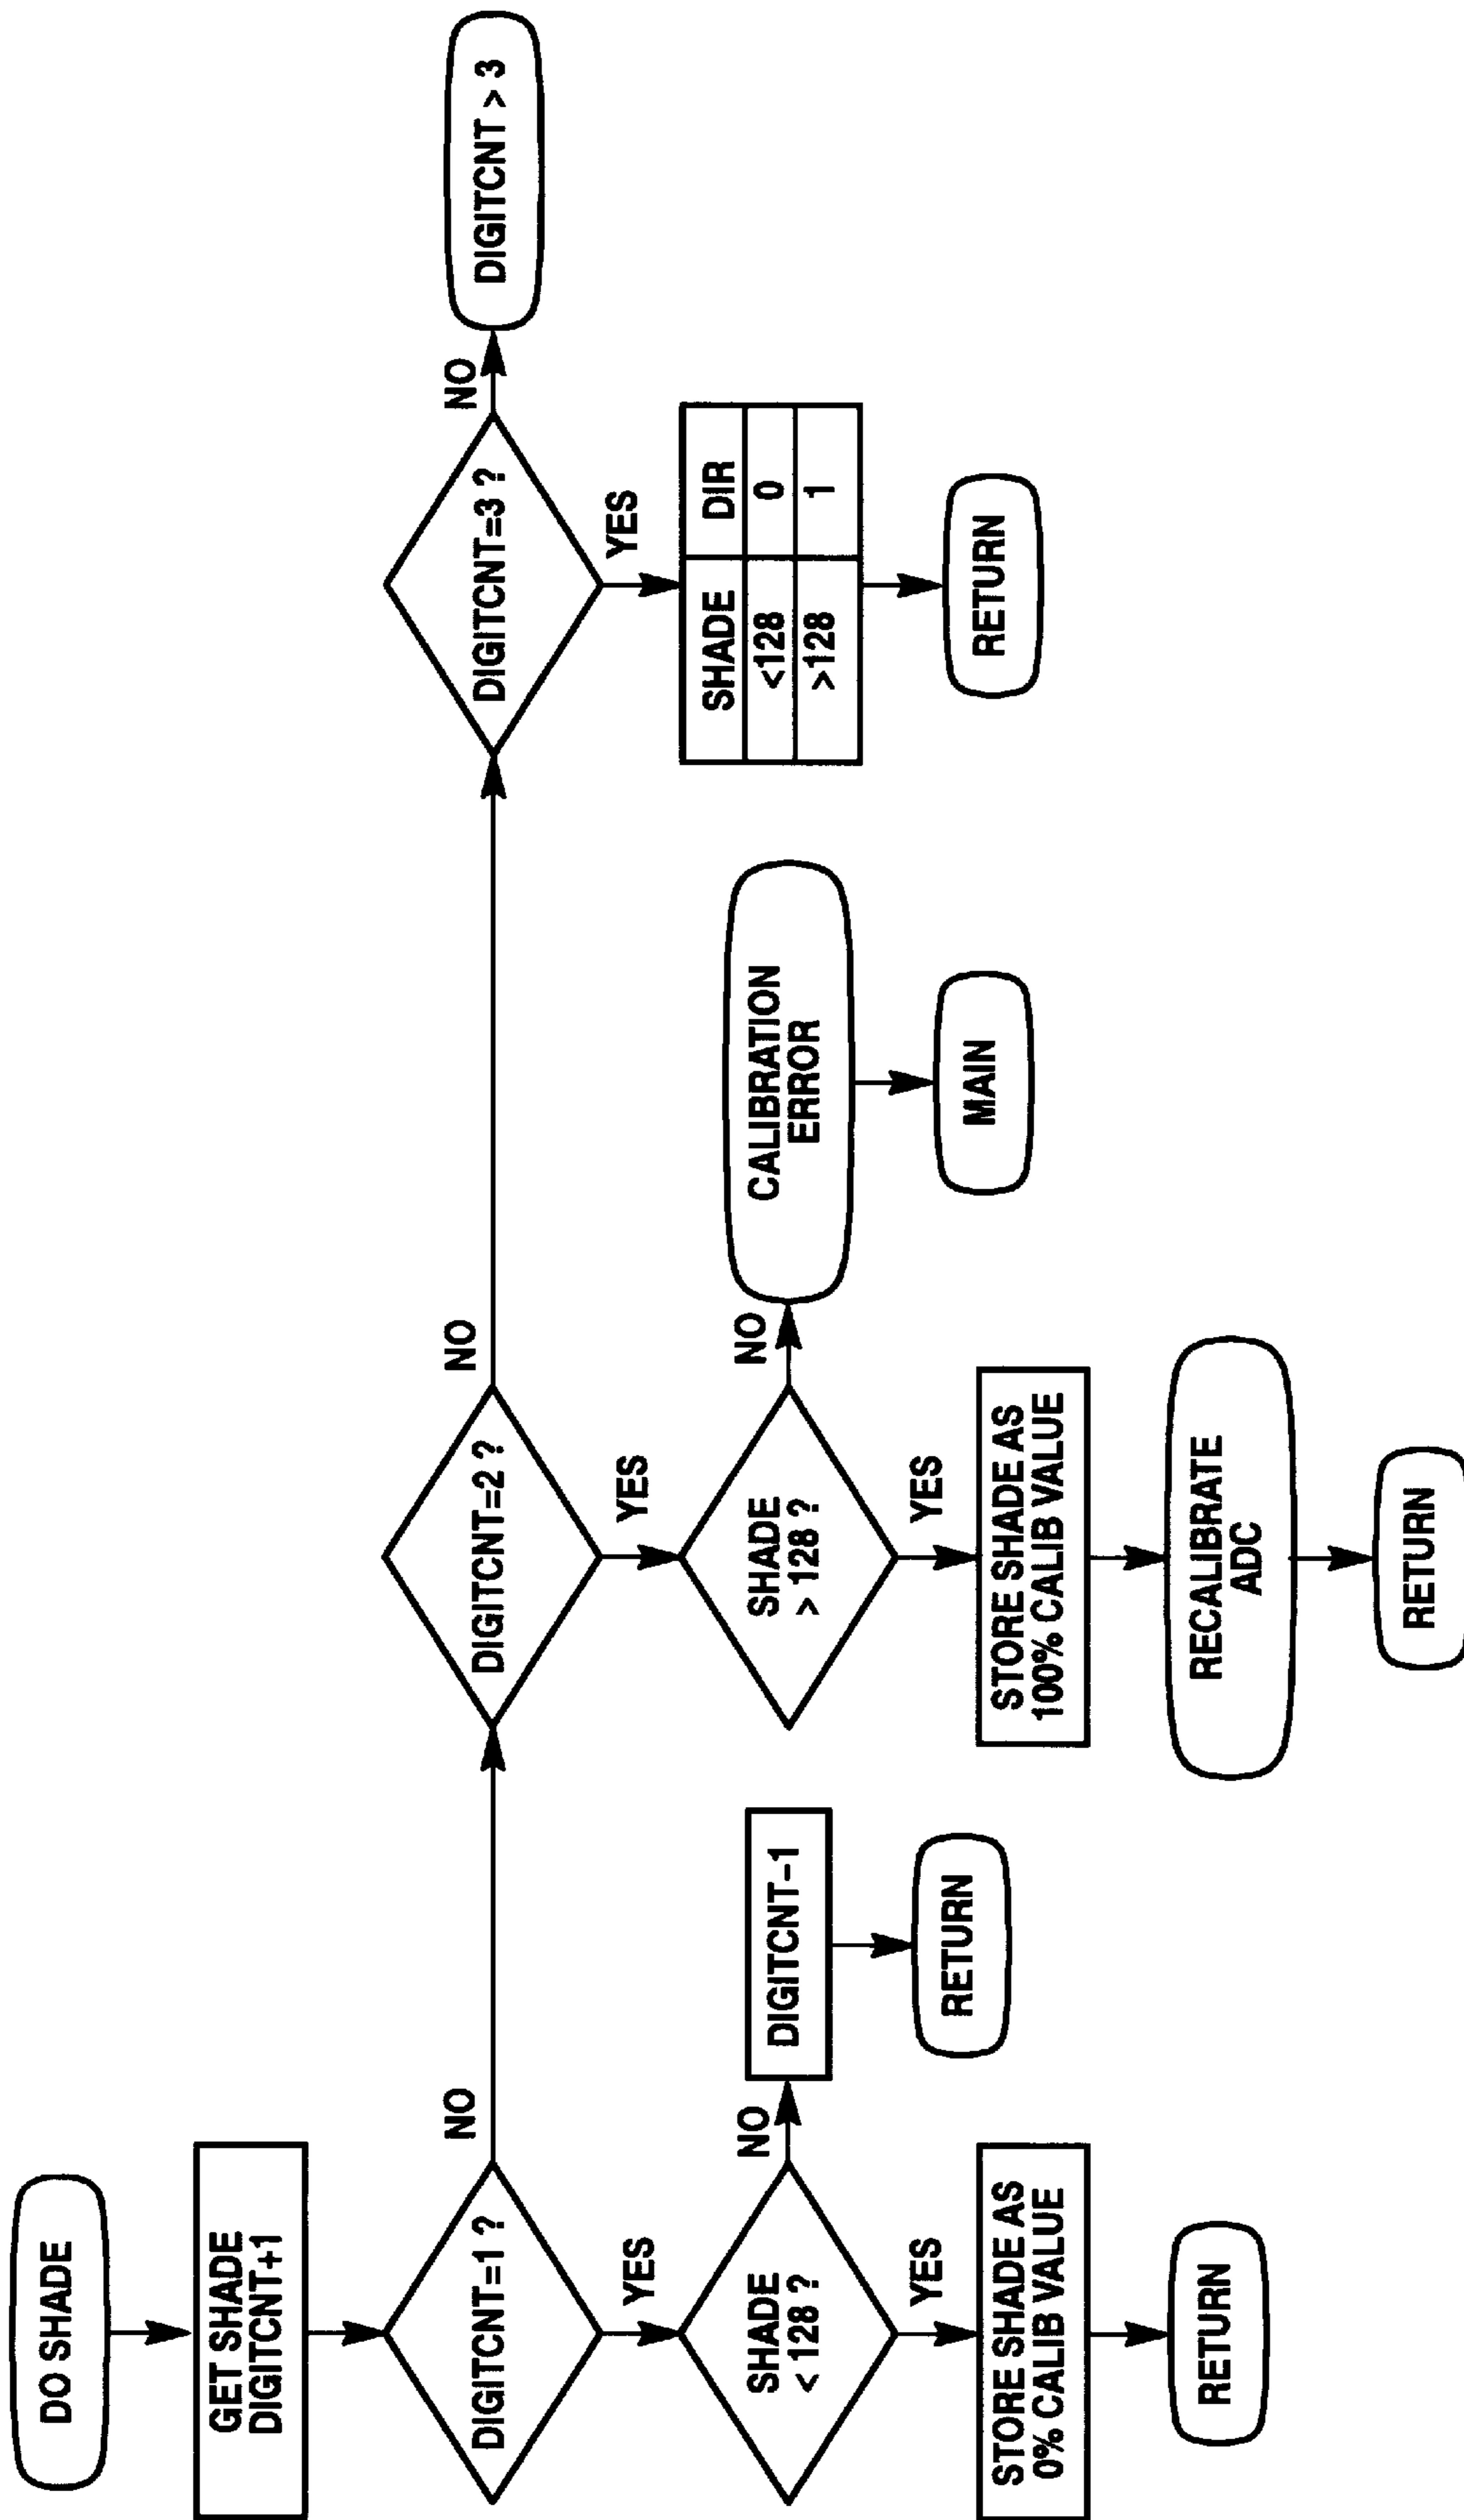 DO SHADE
GET SHADE
DIGITCNT+1
DIGITCNT=1 ?
NO
YES
SHADE
< 128 ?
NO
YES
STORE SHADE AS
0% CALIB VALUE
RETURN
DIGITCNT-1
RETURN
DIGITCNT=2 ?
NO
YES
SHADE
> 128 ?
NO
YES
STORE SHADE AS
100% CALIB VALUE
RECALIBRATE
ADC
RETURN
CALIBRATION
ERROR
MAIN
DIGITCNT=3 ?
NO
YES
SHADE DIR
<128 0
>128 1
RETURN
DIGITCNT > 3